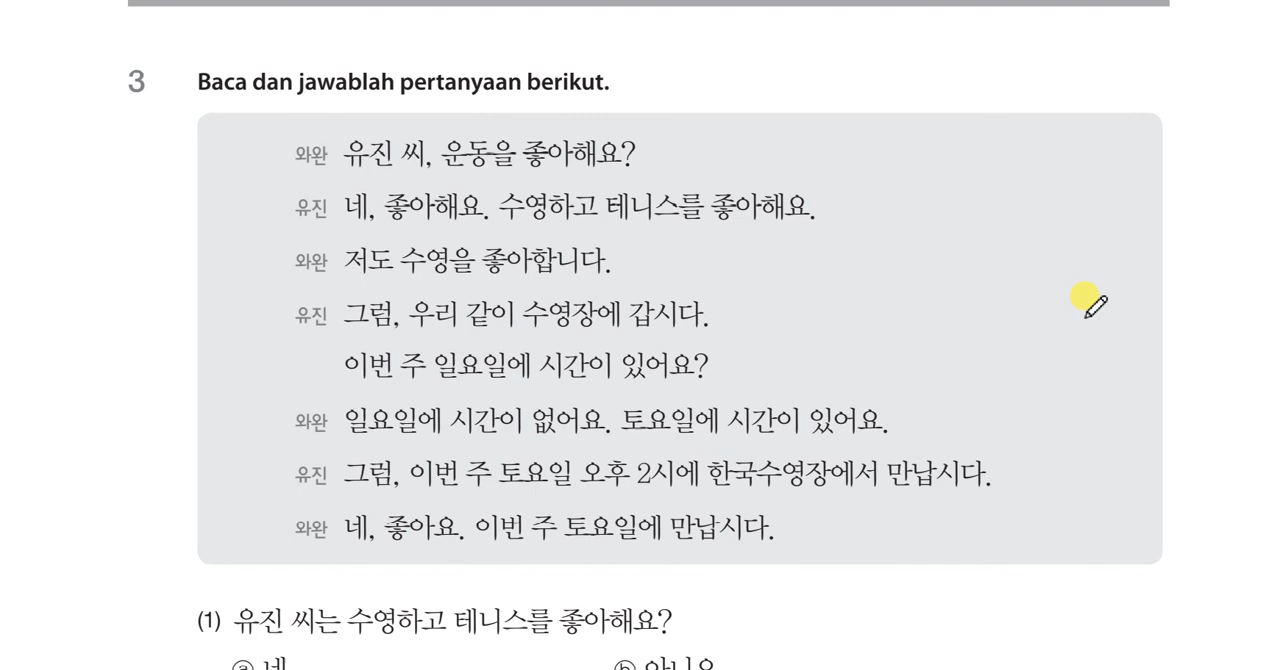 3 Baca dan jawablah pertanyaan berikut.
와완 유진 씨, 운동을 좋아해요?
유진 네, 좋아해요. 수영하고 테니스를 좋아해요.
와완 저도 수영을 좋아합니다.
유진 그럼, 우리 같이 수영장에 갑시다.
이번 주 일요일에 시간이 있어요?
와완 일요일에 시간이 없어요. 토요일에 시간이 있어요.
유진 그럼, 이번 주 토요일 오후 2시에 한국수영장에서 만납시다.
와완 네, 좋아요. 이번 주 토요일에 만납시다.
(1) 유진 씨는 수영하고 테니스를 좋아해요?
ⓐ 네 ⓑ 아니요